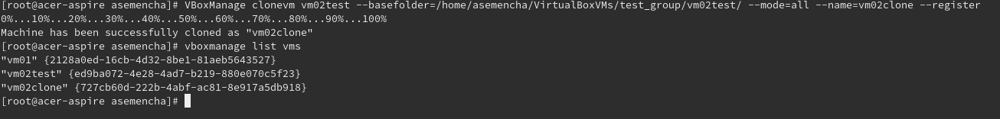 [root@acer-aspire asemencha]# VBoxManage clonevm vm02test --basefolder=/home/asemencha/VirtualBoxVMs/test_group/vm02test/ --mode=all --name=vm02clone --register
0%...10%...20%...30%...40%...50%...60%...70%...80%...90%...100%
Machine has been successfully cloned as "vm02clone"
[root@acer-aspire asemencha]# vboxmanage list vms
"vm01" {2128a0ed-16cb-4d32-8be1-81aeb5643527}
"vm02test" {ed9ba072-4e28-4ad7-b219-880e070c5f23}
"vm02clone" {727cb60d-222b-4abf-ac81-8e917a5db918}
[root@acer-aspire asemencha]#